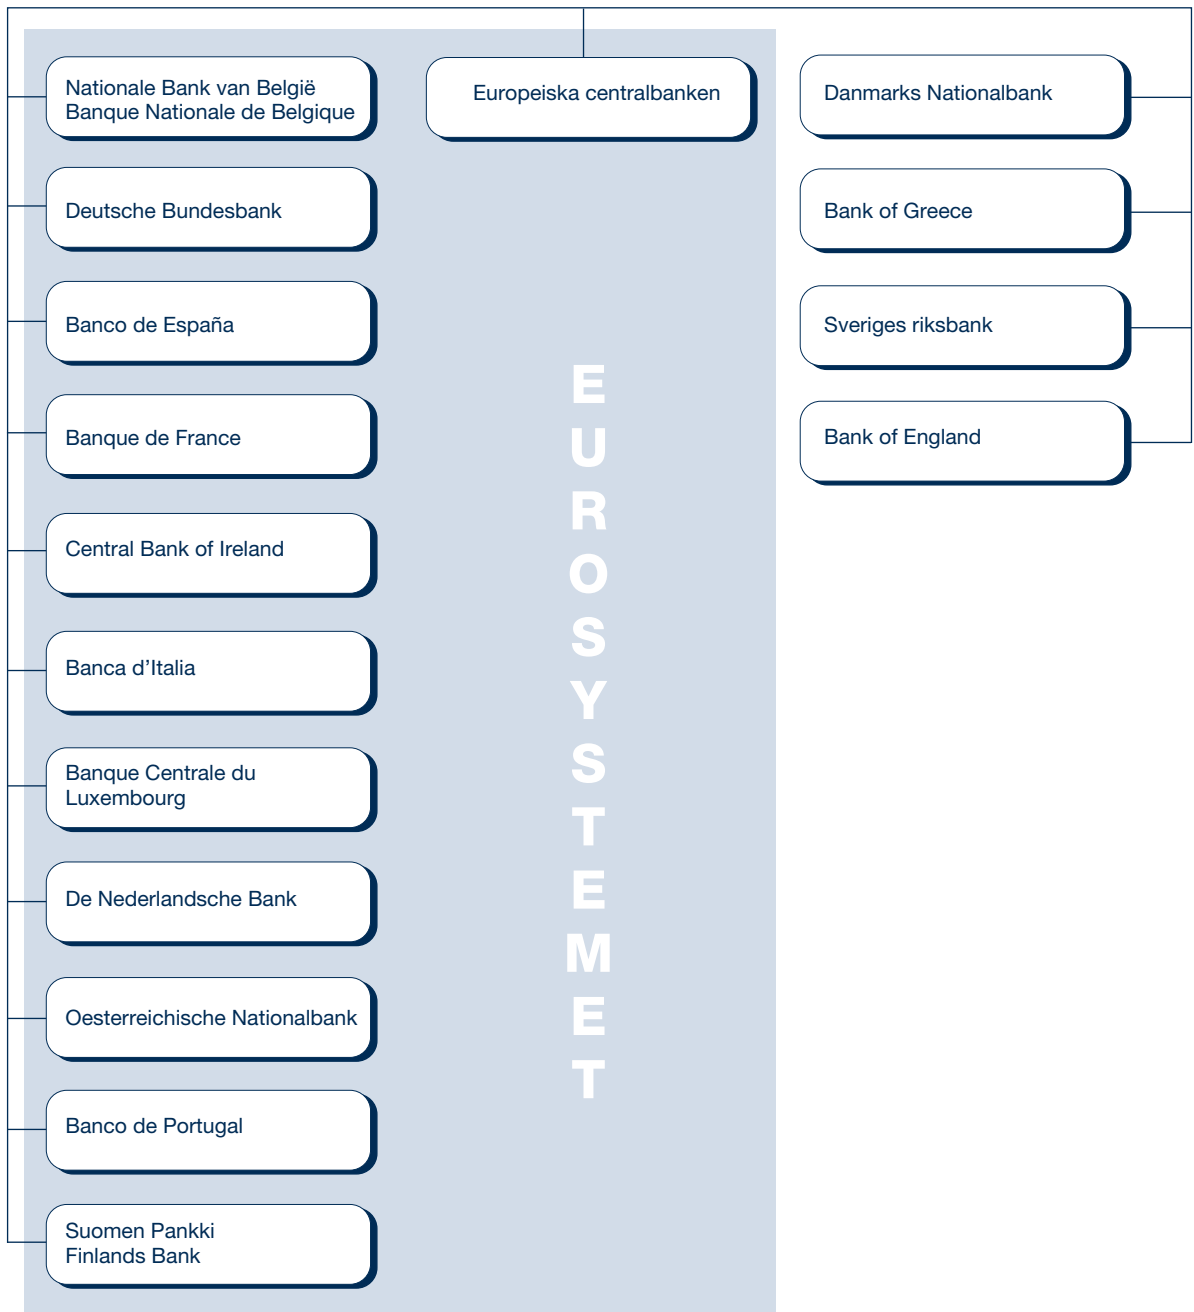 Nationale Bank van België
Banque Nationale de Belgique
Deutsche Bundesbank
Banco de España
Banque de France
Central Bank of Ireland
Banca d’Italia
Banque Centrale du
Luxembourg
De Nederlandsche Bank
Oesterreichische Nationalbank
Banco de Portugal
Suomen Pankki
Finlands Bank
Europeiska centralbanken
E
U
R
O
S
Y
S
T
E
M
E
T
Danmarks Nationalbank
Bank of Greece
Sveriges riksbank
Bank of England